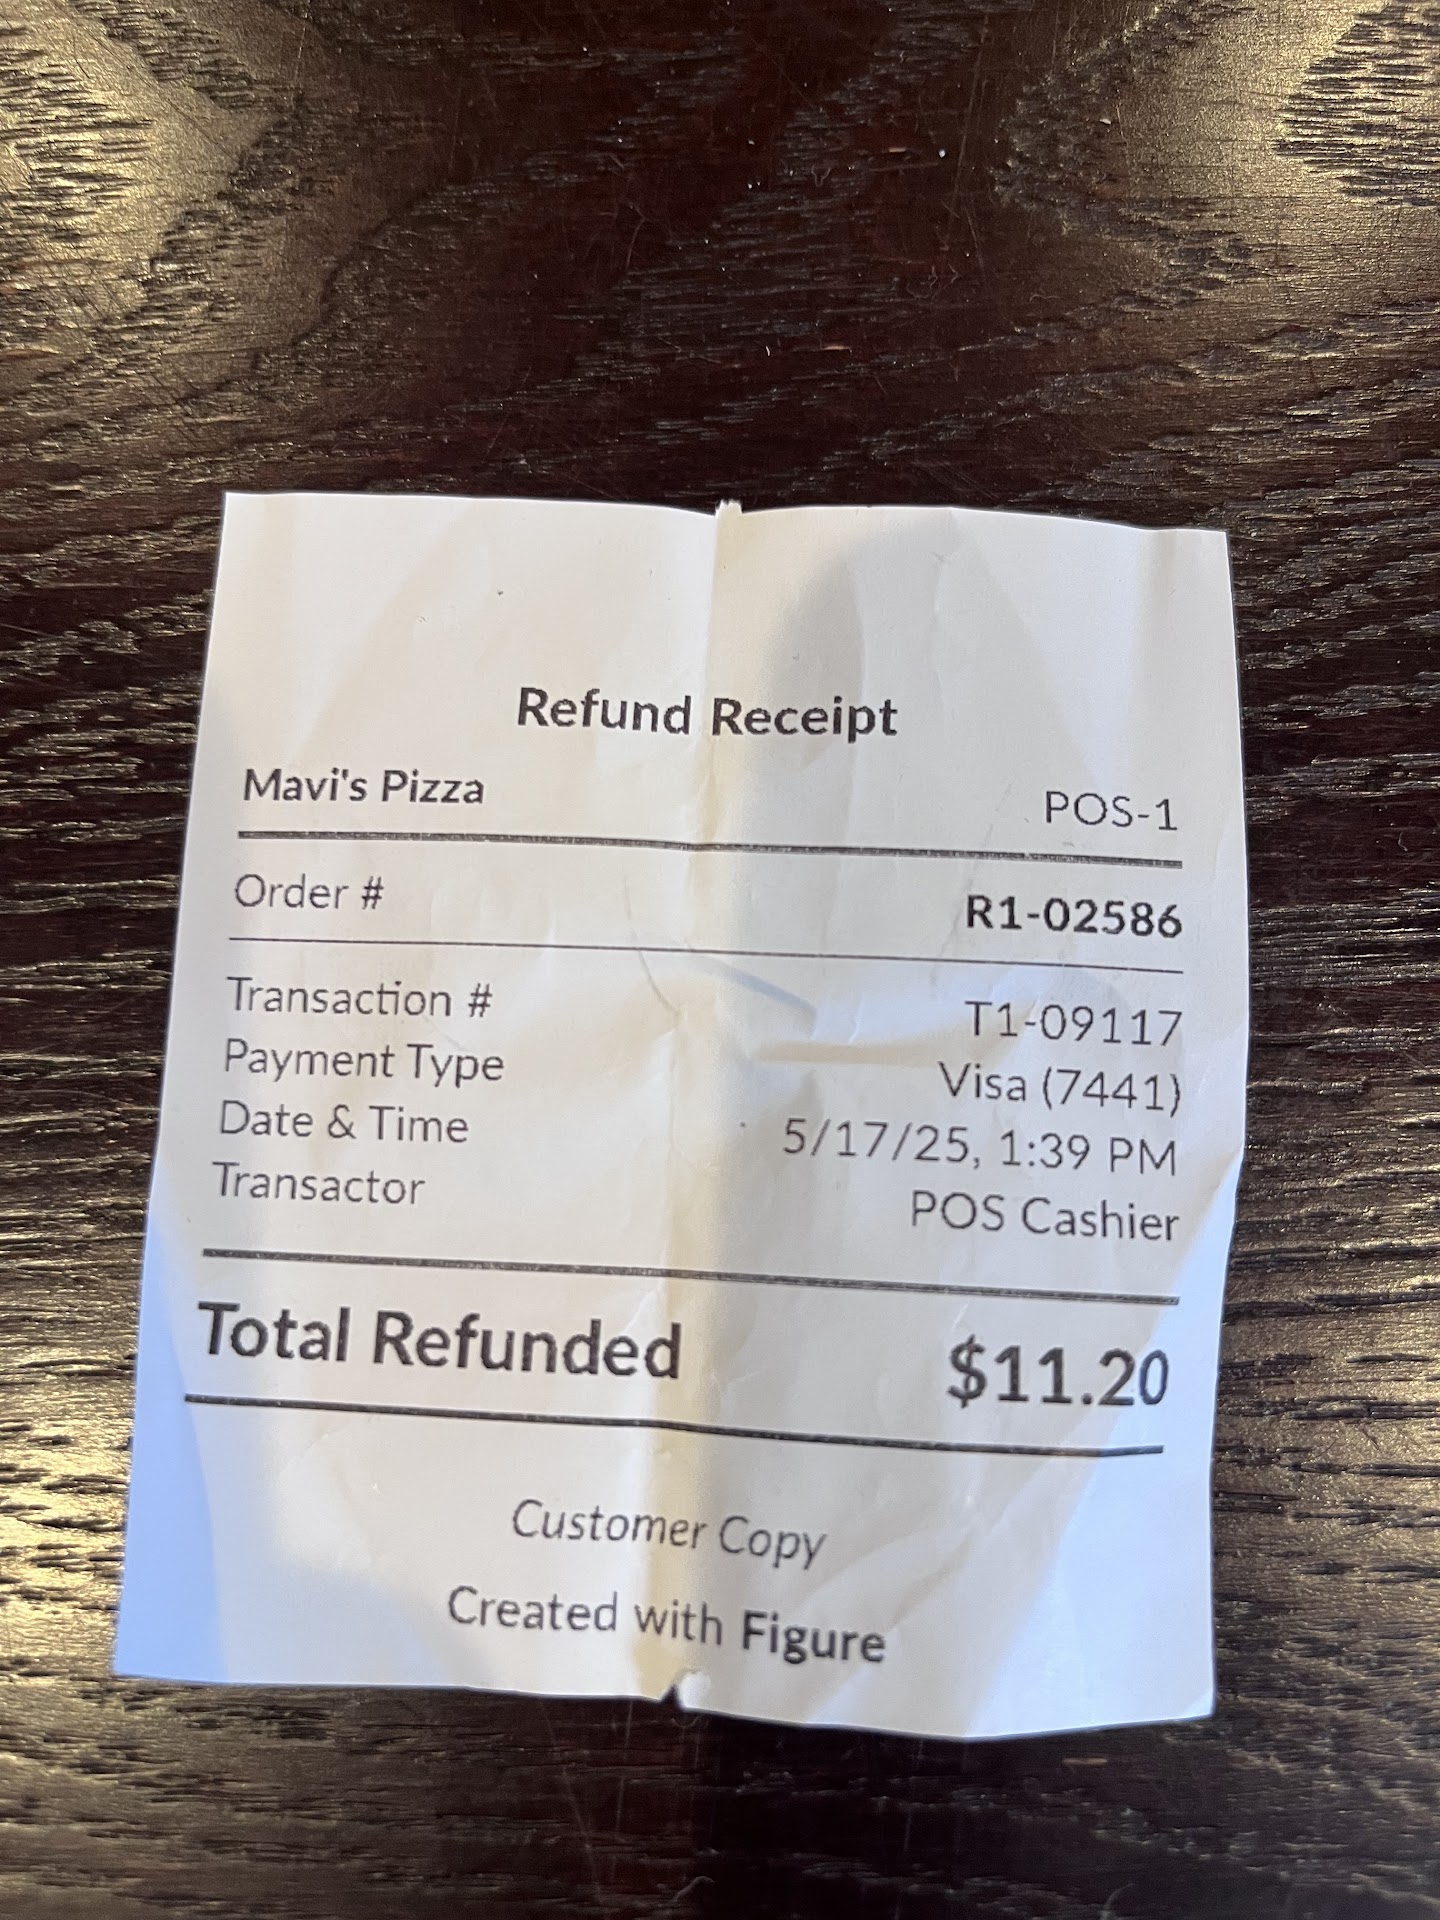 Refund Receipt
Mavi's Pizza POS-1
Order # R1-02586
Transaction # T1-09117
Payment Type Visa (7441)
Date & Time 5/17/25, 1:39 PM
Transactor POS Cashier
Total Refunded $11.20
Customer Copy
Created with Figure